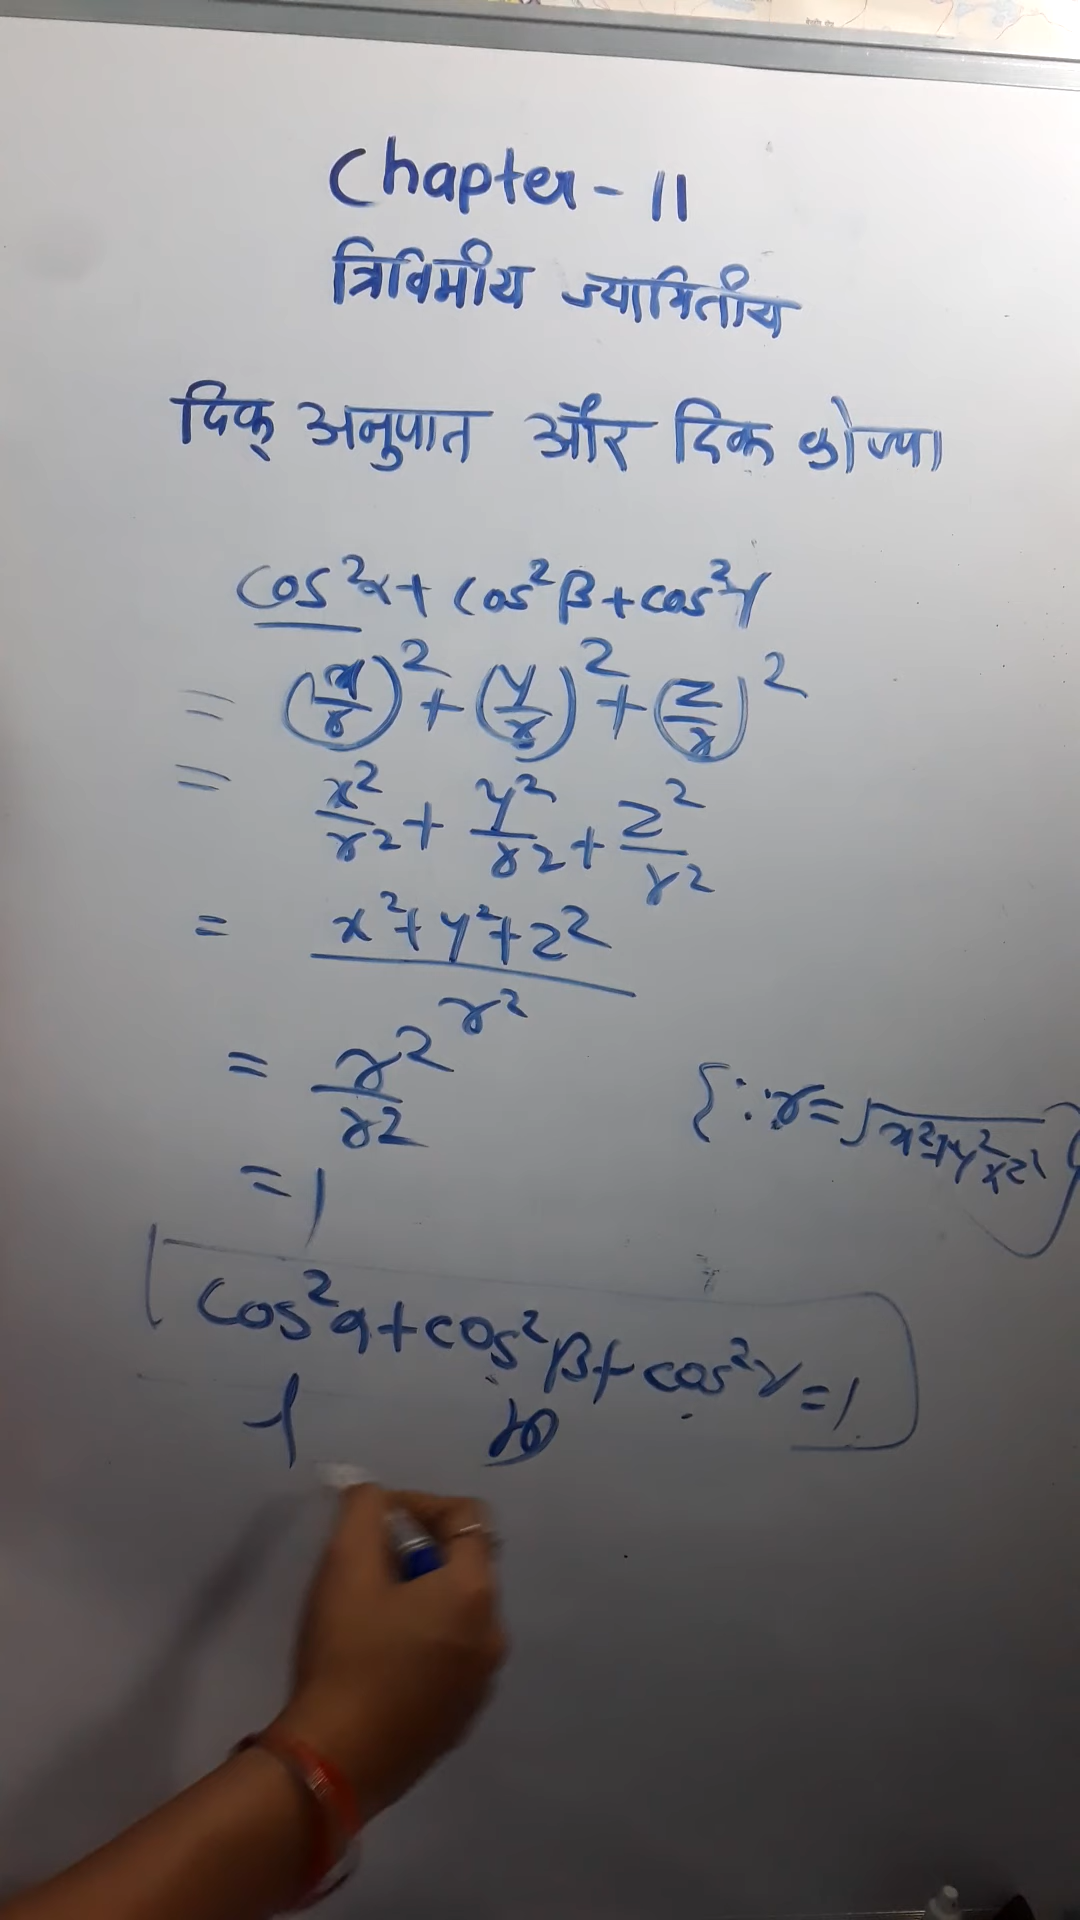 Chapter - 11
त्रिविमीय ज्यामितीय
दिक् अनुपात और दिक कोज्या
cos²α + cos²β + cos²γ
= (x/r)² + (y/r)² + (z/r)²
= x²/r² + y²/r² + z²/r²
= x² + y² + z² / r²
= r²/r² {∵ r = √x²+y²+z²}
= 1
cos²α + cos²β + cos²γ = 1